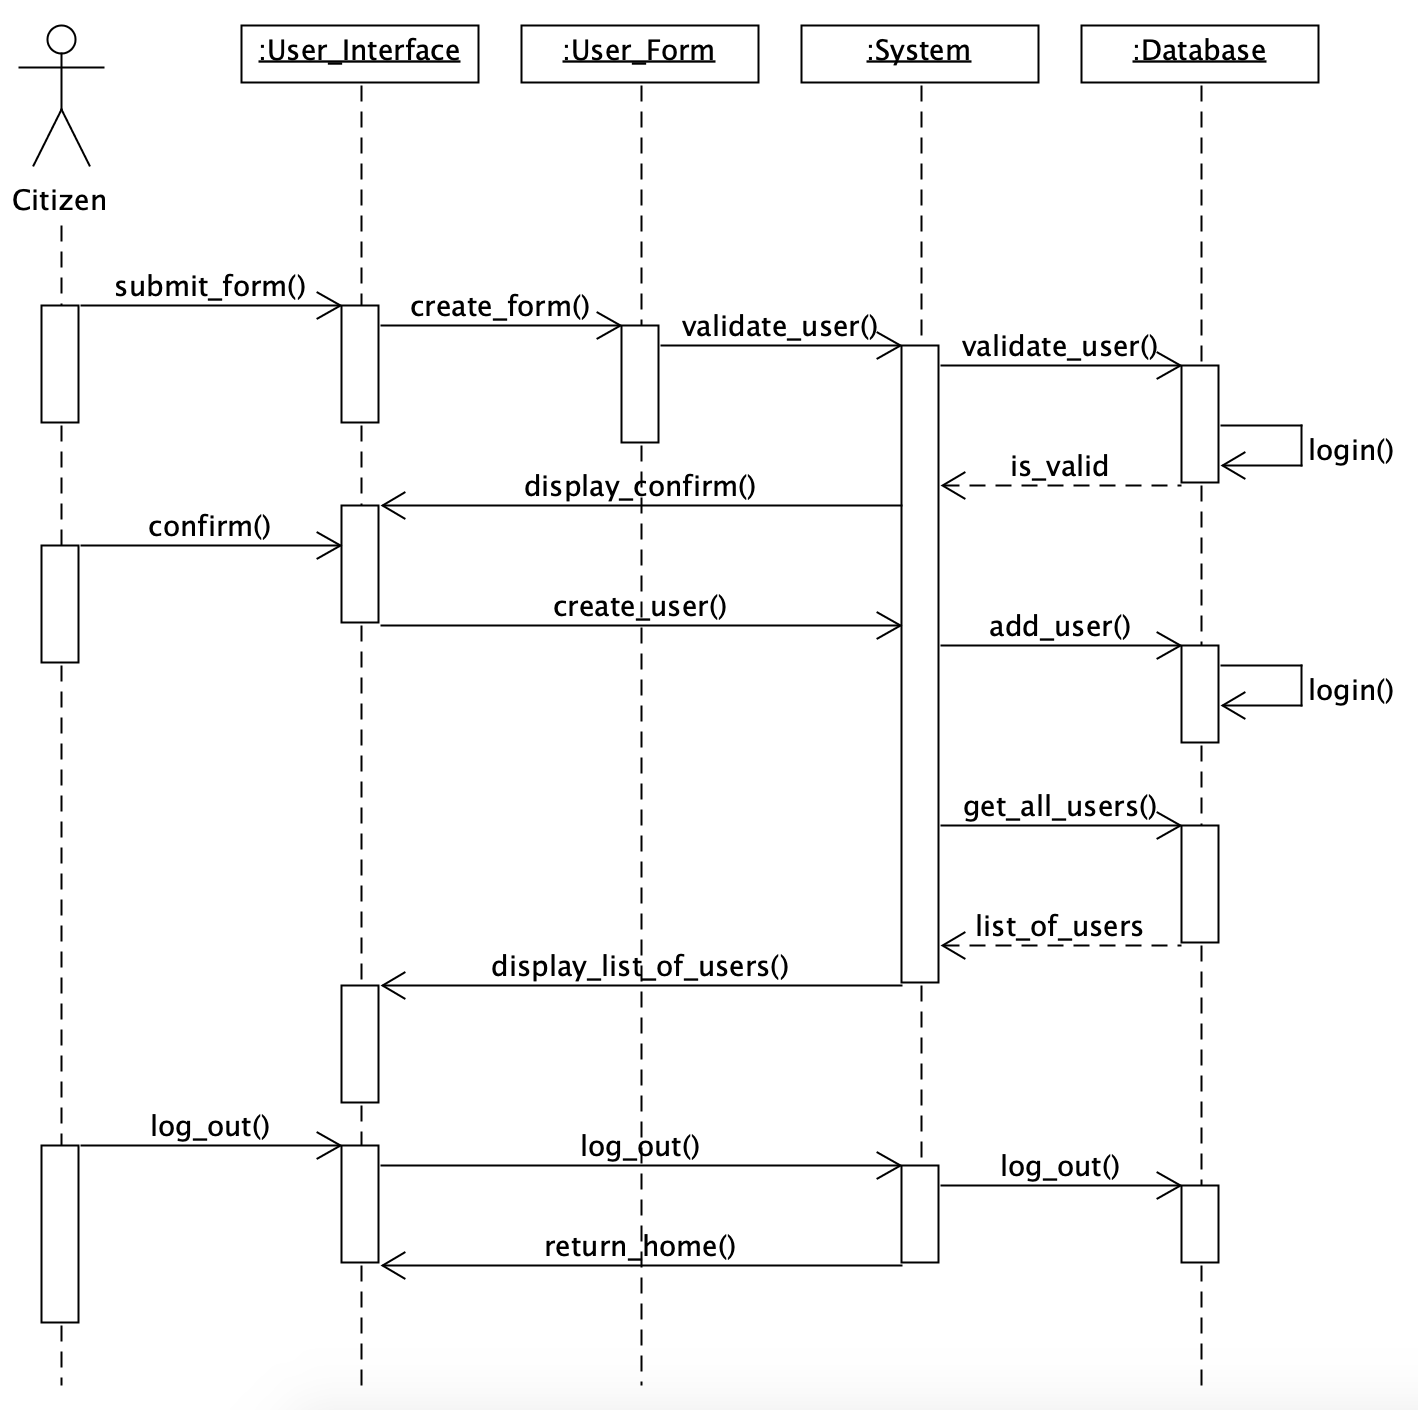 :User_Interface
:User_Form
:System
:Database
Citizen
submit_form()
create_form()
validate_user()
validate_user()
login()
is_valid
display_confirm()
confirm()
create_user()
add_user()
login()
get_all_users()
list_of_users
display_list_of_users()
log_out()
log_out()
log_out()
return_home()